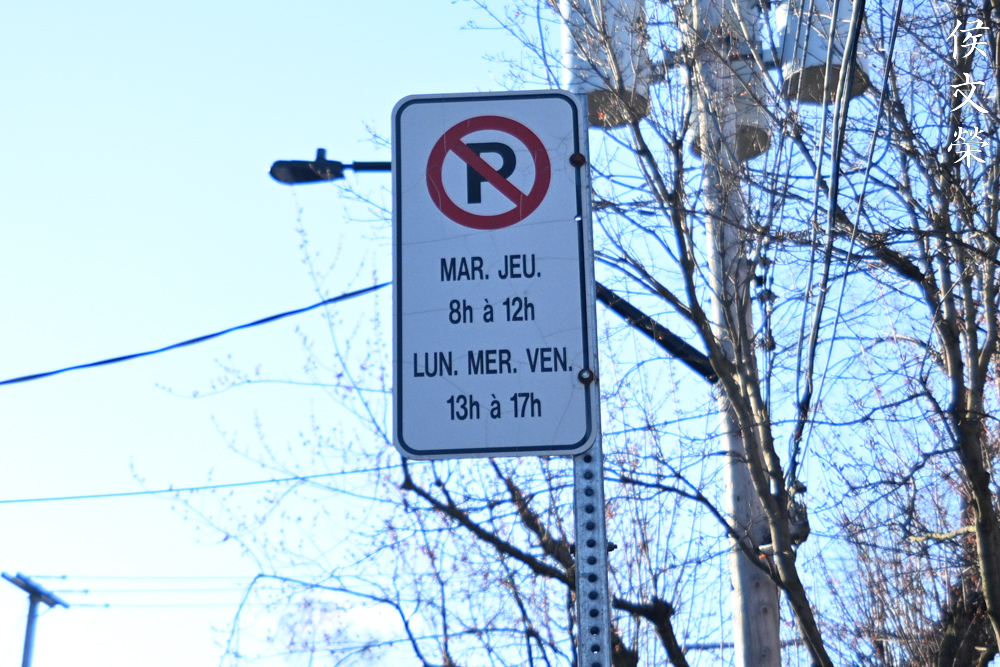 P
MAR. JEU.
8h à 12h
LUN. MER. VEN.
13h à 17h
侯文榮